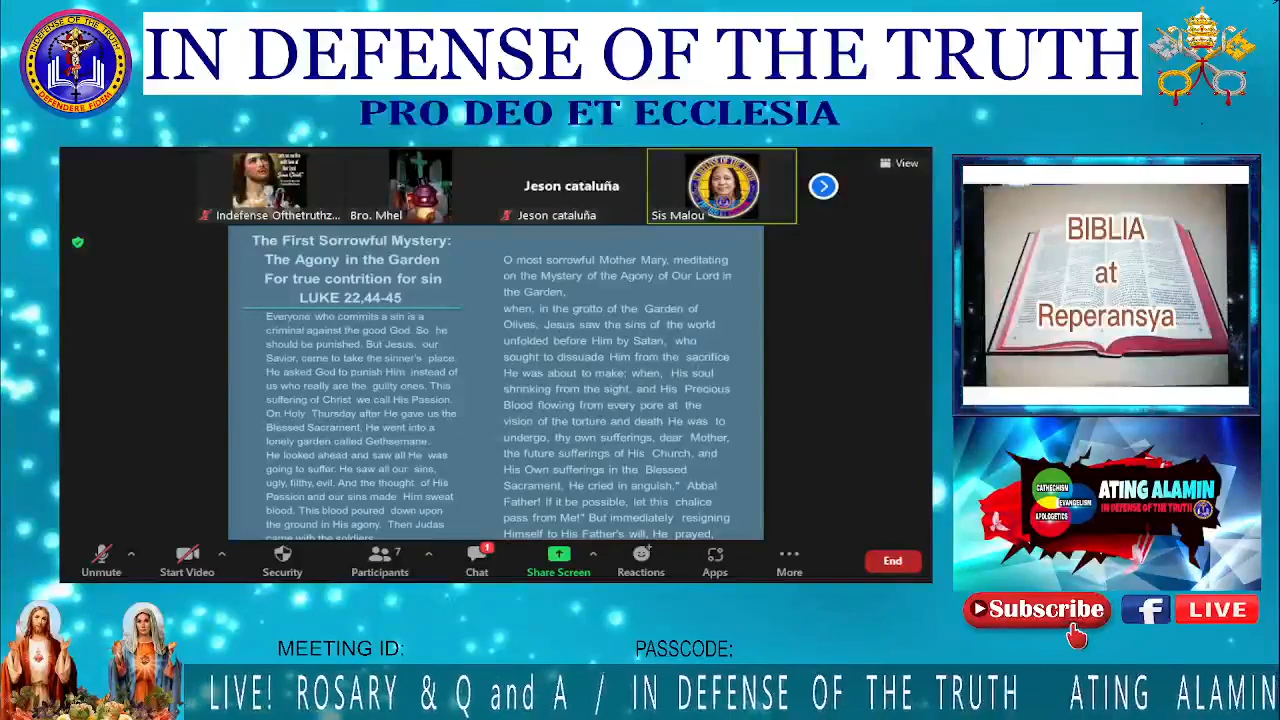 INDEFENSE OF THE TRUTH
DEFENDERE FIDEM
IN DEFENSE OF THE TRUTH
PRO DEO ET ECCLESIA
View
Jeson cataluña
Indefense Ofthetruthz...
Bro. Mhel
Jeson cataluña
Sis Malou
The First Sorrowful Mystery:
The Agony in the Garden
For true contrition for sin
LUKE 22,44-45
Everyone who commits a sin is a
criminal against the good God. So he
should be punished. But Jesus, our
Savior, came to take the sinner's place.
He asked God to punish Him instead of
us who really are the guilty ones. This
suffering of Christ we call His Passion.
On Holy Thursday after He gave us the
Blessed Sacrament, He went into a
lonely garden called Gethsemane.
He looked ahead and saw all He was
going to suffer. He saw all our sins,
ugly, filthy, evil. And the thought of His
Passion and our sins made Him sweat
blood. This blood poured down upon
the ground in His agony. Then Judas
came with the soldiers
O most sorrowful Mother Mary, meditating
on the Mystery of the Agony of Our Lord in
the Garden,
when, in the grotto of the Garden of
Olives, Jesus saw the sins of the world
unfolded before Him by Satan, who
sought to dissuade Him from the sacrifice
He was about to make; when, His soul
shrinking from the sight, and His Precious
Blood flowing from every pore at the
vision of the torture and death He was to
undergo, thy own sufferings, dear Mother,
the future sufferings of His Church, and
His Own sufferings in the Blessed
Sacrament, He cried in anguish," Abba!
Father! If it be possible, let this chalice
pass from Me!" But immediately resigning
Himself to His Father's will, He prayed,
Unmute
Start Video
Security
7
Participants
1
Chat
Share Screen
Reactions
Apps
More
End
BIBLIA
at
Reperansya
CATHECHISM
EVANGELISM
APOLOGETICS
ATING ALAMIN
IN DEFENSE OF THE TRUTH
Subscribe
f
LIVE
MEETING ID:
PASSCODE:
LIVE! ROSARY & Q and A / IN DEFENSE OF THE TRUTH ATING ALAMIN